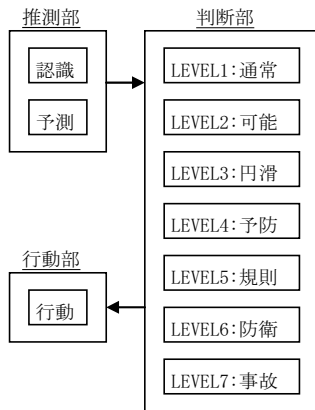 推測部
認識
予測
行動部
行動
判断部
LEVEL1:通常
LEVEL2:可能
LEVEL3:円滑
LEVEL4:予防
LEVEL5:規則
LEVEL6:防衛
LEVEL7:事故